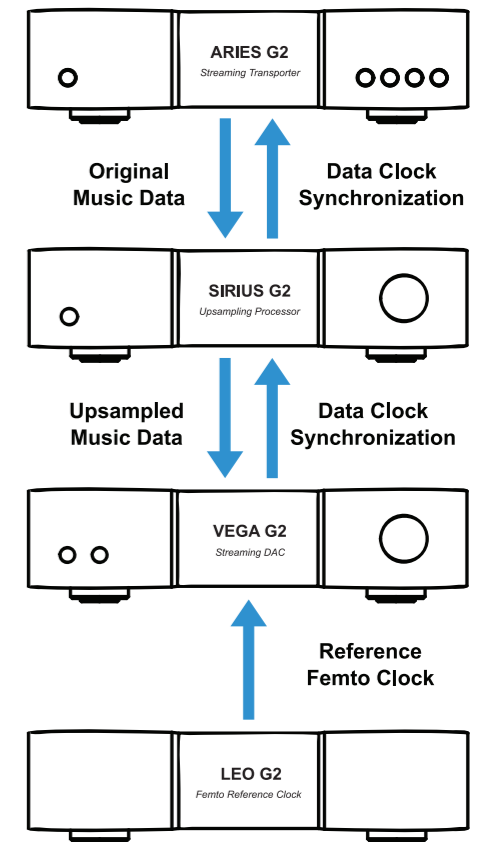 ARIES G2
Streaming Transporter
Original
Music Data
Data Clock
Synchronization
SIRIUS G2
Upsampling Processor
Upsampled
Music Data
Data Clock
Synchronization
VEGA G2
Streaming DAC
Reference
Femto Clock
LEO G2
Femto Reference Clock